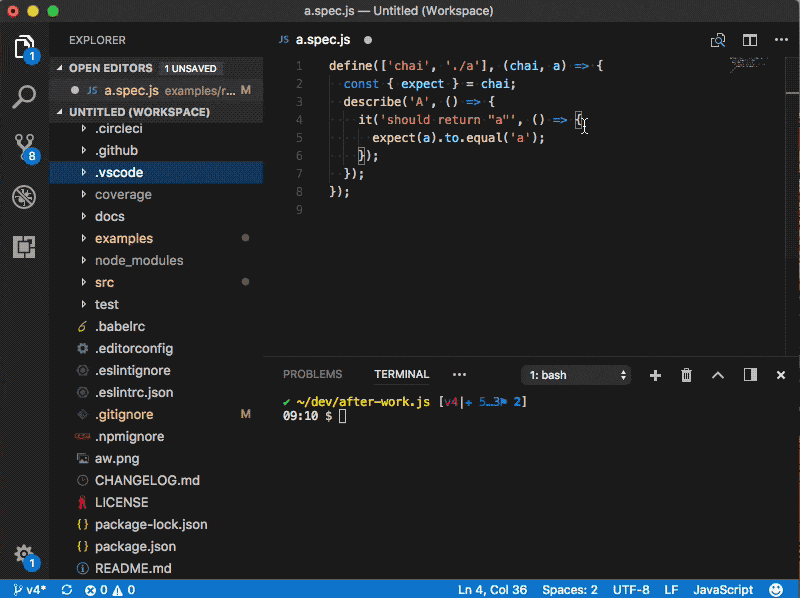 a.spec.js — Untitled (Workspace)
EXPLORER
OPEN EDITORS 1 UNSAVED
JS a.spec.js examples/r... M
UNTITLED (WORKSPACE)
.circleci
.github
.vscode
coverage
docs
examples
node_modules
src
test
.babelrc
.editorconfig
.eslintignore
.eslintrc.json
.gitignore M
.npmignore
aw.png
CHANGELOG.md
LICENSE
{} package-lock.json
{} package.json
README.md
1
8
1
JS a.spec.js
1 define(['chai', './a'], (chai, a) => {
2 const { expect } = chai;
3 describe('A', () => {
4 it('should return "a"', () => {
5 expect(a).to.equal('a');
6 });
7 });
8 });
9
PROBLEMS TERMINAL ••• 1: bash
✔ ~/dev/after-work.js [v4|+ 5…3⚑ 2]
09:10 $
v4* 0 0 Ln 4, Col 36 Spaces: 2 UTF-8 LF JavaScript